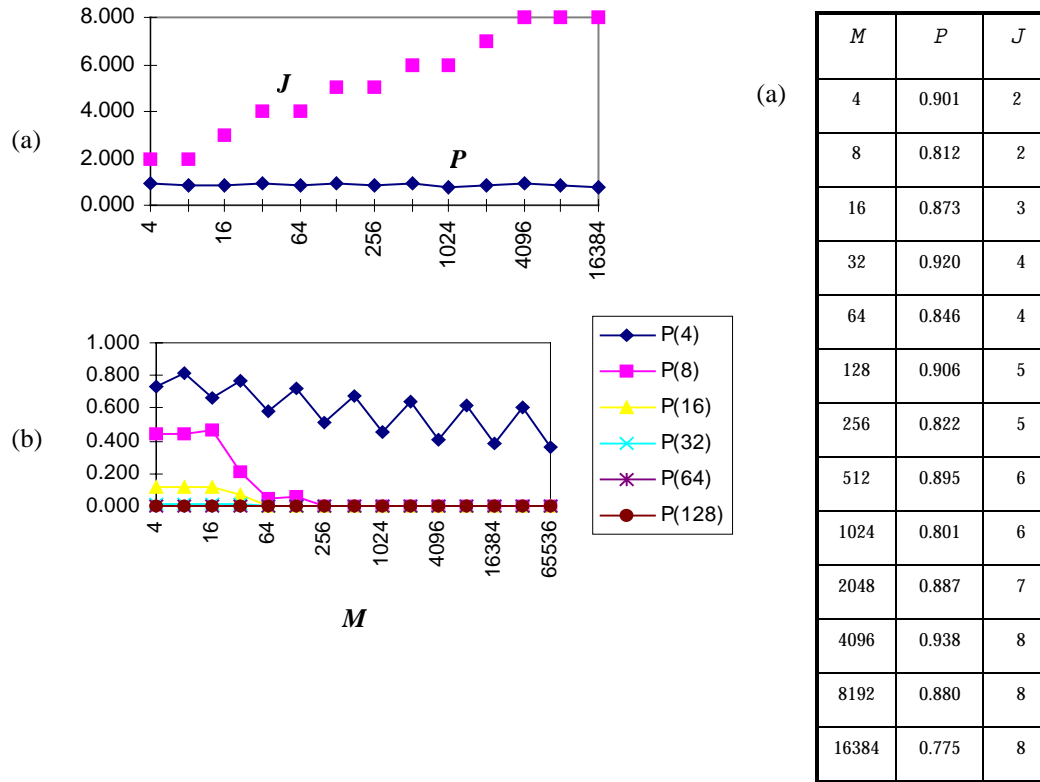 (a)
8.000
6.000
4.000
2.000
0.000
J
P
4
16
64
256
1024
4096
16384
(b)
1.000
0.800
0.600
0.400
0.200
0.000
4
16
64
256
1024
4096
16384
65536
M
P(4)
P(8)
P(16)
P(32)
P(64)
P(128)
(a)
M P J
4 0.901 2
8 0.812 2
16 0.873 3
32 0.920 4
64 0.846 4
128 0.906 5
256 0.822 5
512 0.895 6
1024 0.801 6
2048 0.887 7
4096 0.938 8
8192 0.880 8
16384 0.775 8